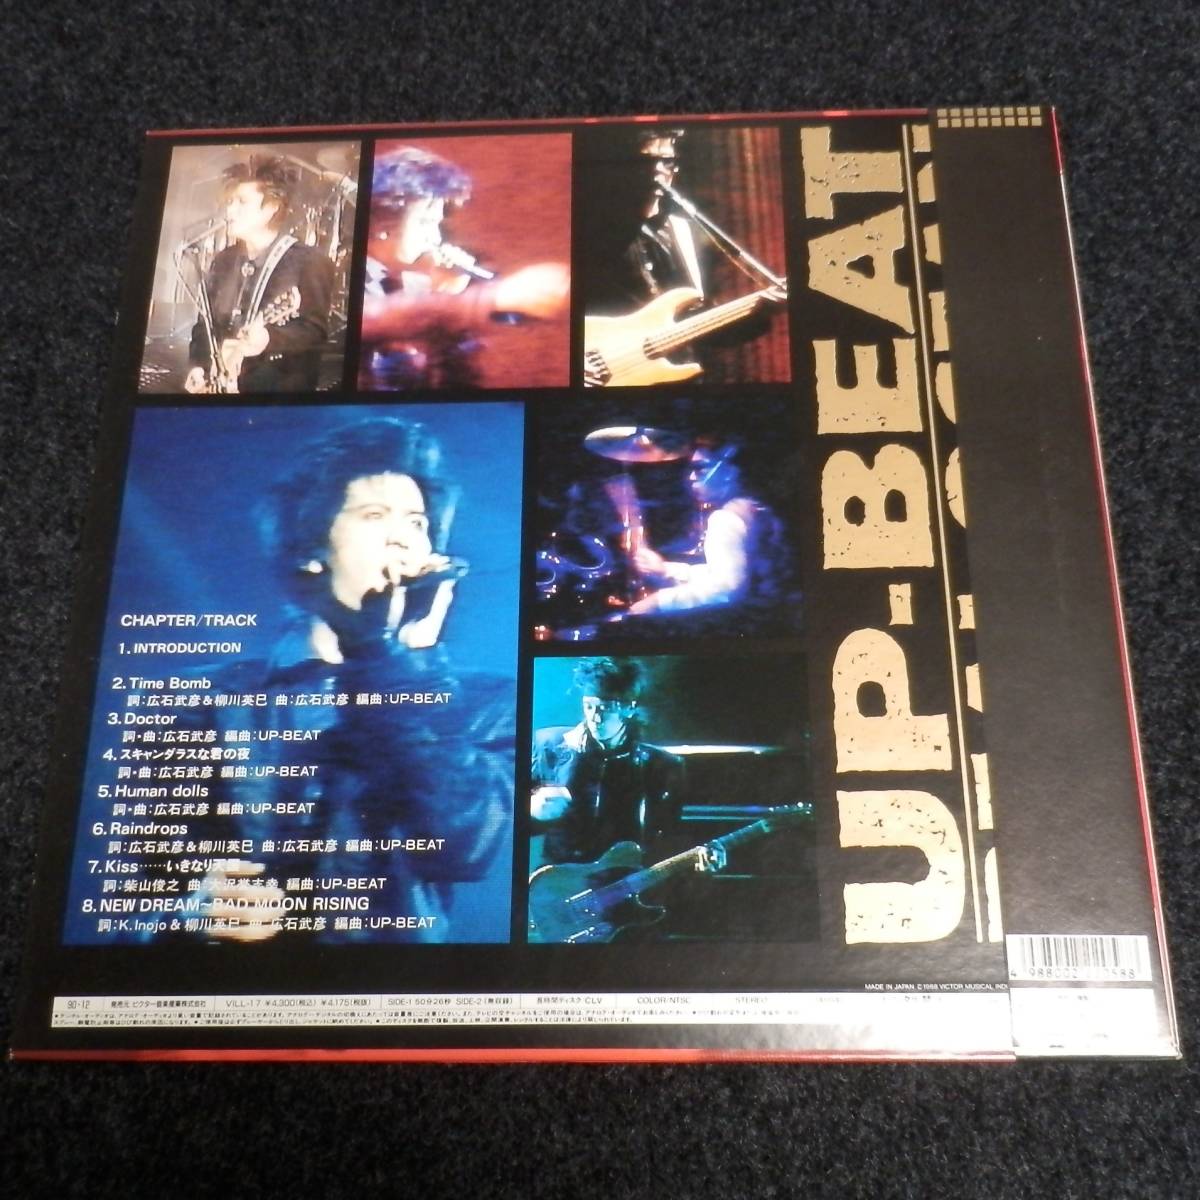 UP-BEAT
CHAPTER/TRACK
1. INTRODUCTION
2. Time Bomb
詞:広石武彦&柳川英巳 曲:広石武彦 編曲:UP-BEAT
3. Doctor
詞・曲:広石武彦 編曲:UP-BEAT
4. スキャンダラスな君の夜
詞・曲:広石武彦 編曲:UP-BEAT
5. Human dolls
詞・曲:広石武彦 編曲:UP-BEAT
6. Raindrops
詞:広石武彦&柳川英巳 曲:広石武彦 編曲:UP-BEAT
7. Kiss……いきなり天国
詞:柴山俊之 曲:大沢誉志幸 編曲:UP-BEAT
8. NEW DREAM~BAD MOON RISING
詞:K. Inojo & 柳川英巳 曲:広石武彦 編曲:UP-BEAT
MADE IN JAPAN Ⓒ1988 VICTOR MUSICAL
90・12 発売元 ビクター音楽産業株式会社 VILL-17 ¥4,300(税込) ¥4,175(税抜) SIDE-1 50分26秒 SIDE-2(無収録) 長時間ディスク CLV COLOR/NTSC STEREO